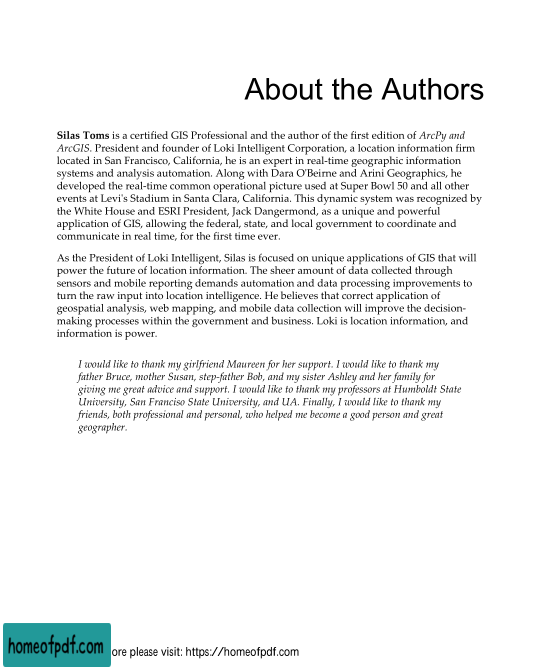 About the Authors
Silas Toms is a certified GIS Professional and the author of the first edition of ArcPy and
ArcGIS. President and founder of Loki Intelligent Corporation, a location information firm
located in San Francisco, California, he is an expert in real-time geographic information
systems and analysis automation. Along with Dara O'Beirne and Arini Geographics, he
developed the real-time common operational picture used at Super Bowl 50 and all other
events at Levi's Stadium in Santa Clara, California. This dynamic system was recognized by
the White House and ESRI President, Jack Dangermond, as a unique and powerful
application of GIS, allowing the federal, state, and local government to coordinate and
communicate in real time, for the first time ever.
As the President of Loki Intelligent, Silas is focused on unique applications of GIS that will
power the future of location information. The sheer amount of data collected through
sensors and mobile reporting demands automation and data processing improvements to
turn the raw input into location intelligence. He believes that correct application of
geospatial analysis, web mapping, and mobile data collection will improve the decision-
making processes within the government and business. Loki is location information, and
information is power.
I would like to thank my girlfriend Maureen for her support. I would like to thank my
father Bruce, mother Susan, step-father Bob, and my sister Ashley and her family for
giving me great advice and support. I would like to thank my professors at Humboldt State
University, San Franciso State University, and UA. Finally, I would like to thank my
friends, both professional and personal, who helped me become a good person and great
geographer.
homeofpdf.com ore please visit: https://homeofpdf.com